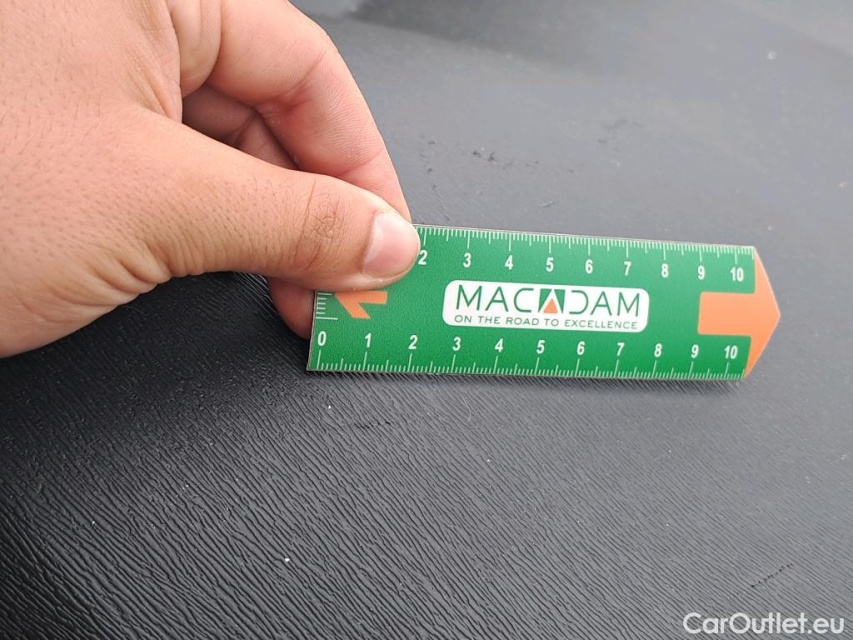 2 3 4 5 6 7 8 9 10
MACADAM
ON THE ROAD TO EXCELLENCE
0 1 2 3 4 5 6 7 8 9 10
CarOutlet.eu